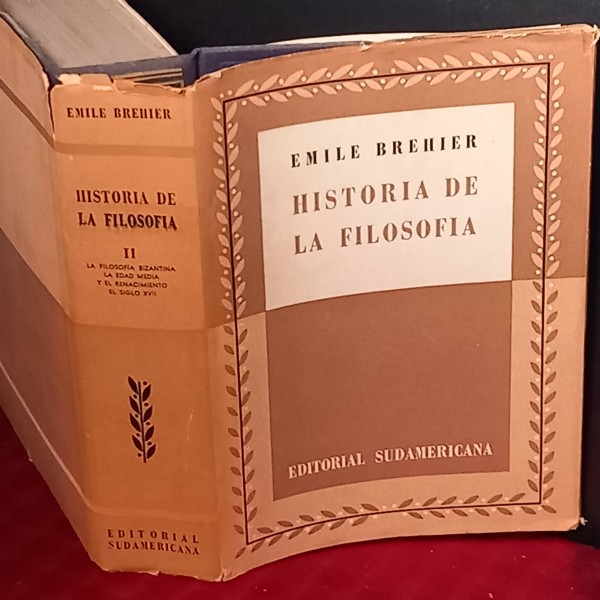 EMILE BREHIER
HISTORIA DE
LA FILOSOFIA
II
LA FILOSOFÍA BIZANTINA
LA EDAD MEDIA
Y EL RENACIMIENTO
EL SIGLO XVII
EDITORIAL
SUDAMERICANA
EMILE BREHIER
HISTORIA DE
LA FILOSOFIA
EDITORIAL SUDAMERICANA